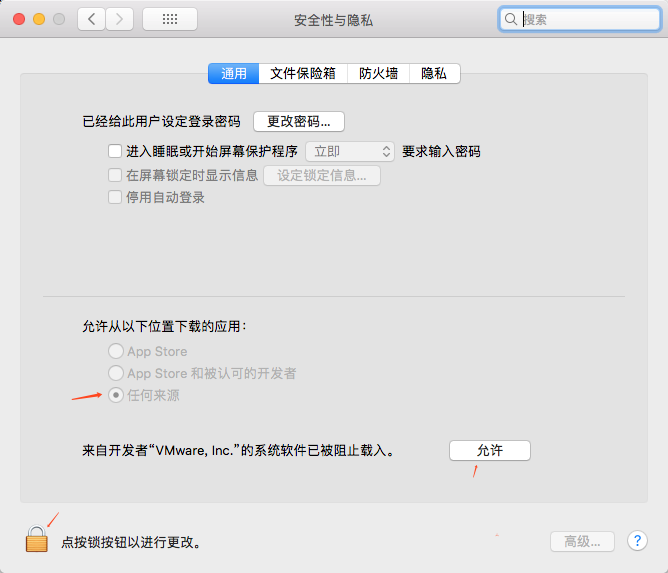 安全性与隐私
搜索
通用 文件保险箱 防火墙 隐私
已经给此用户设定登录密码 更改密码...
进入睡眠或开始屏幕保护程序 立即 要求输入密码
在屏幕锁定时显示信息 设定锁定信息...
停用自动登录
允许从以下位置下载的应用：
App Store
App Store 和被认可的开发者
任何来源
来自开发者“VMware, Inc.”的系统软件已被阻止载入。 允许
点按锁按钮以进行更改。 高级... ?